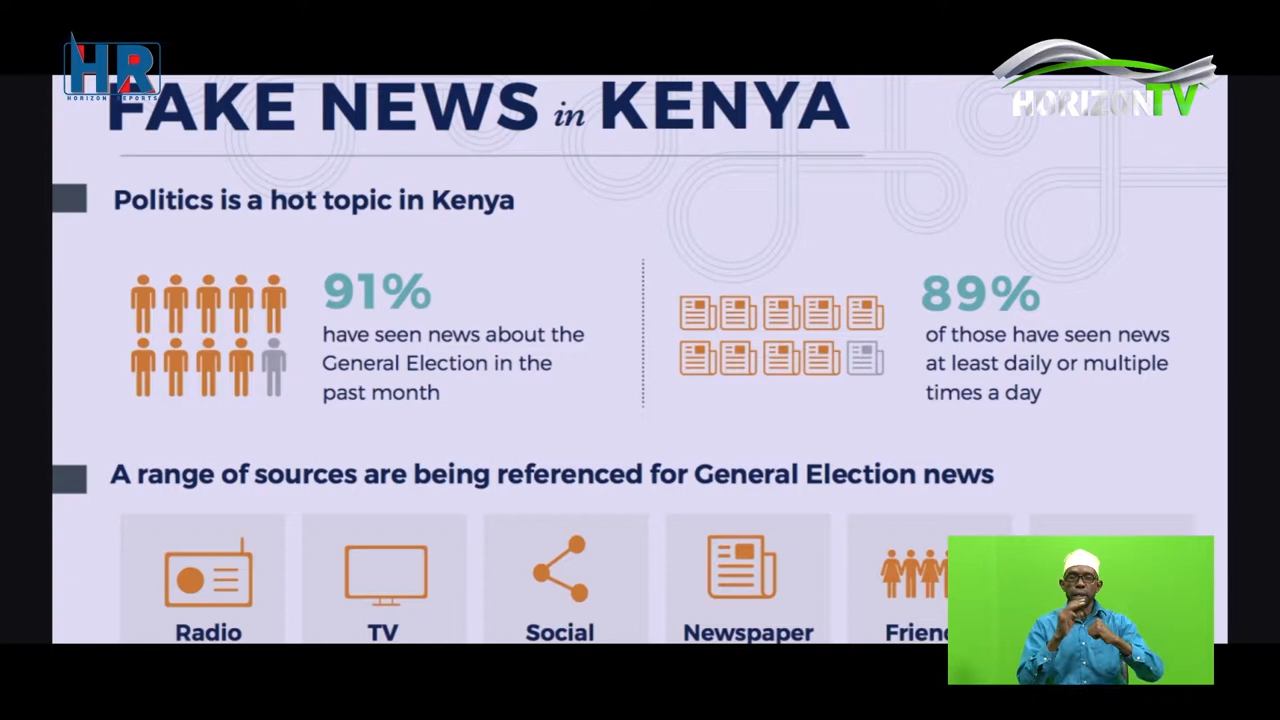 HR
HORIZON REPORTS
HORIZON TV
FAKE NEWS in KENYA
Politics is a hot topic in Kenya
91%
have seen news about the
General Election in the
past month
89%
of those have seen news
at least daily or multiple
times a day
A range of sources are being referenced for General Election news
Radio
TV
Social
Newspaper